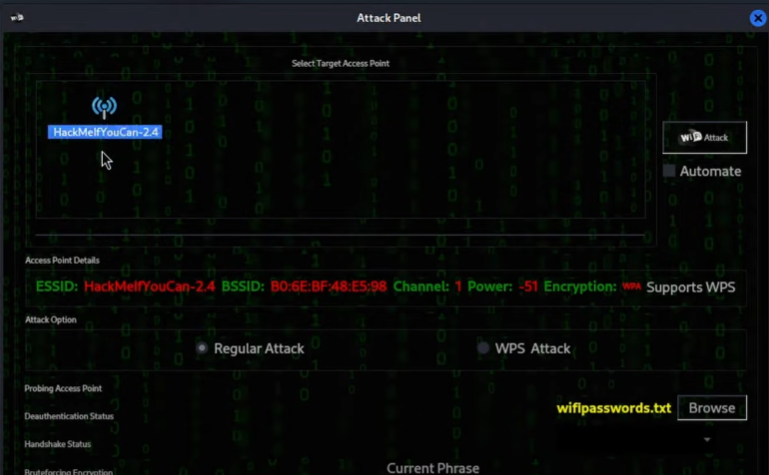 Attack Panel
Select Target Access Point
HackMeIfYouCan-2.4
WiFi Attack
Automate
Access Point Details
ESSID: HackMeIfYouCan-2.4 BSSID: B0:6E:BF:48:E5:98 Channel: 1 Power: -51 Encryption: WPA Supports WPS
Attack Option
Regular Attack
WPS Attack
Probing Access Point
wifipasswords.txt Browse
Deauthentication Status
Handshake Status
Bruteforcing Encryption
Current Phrase